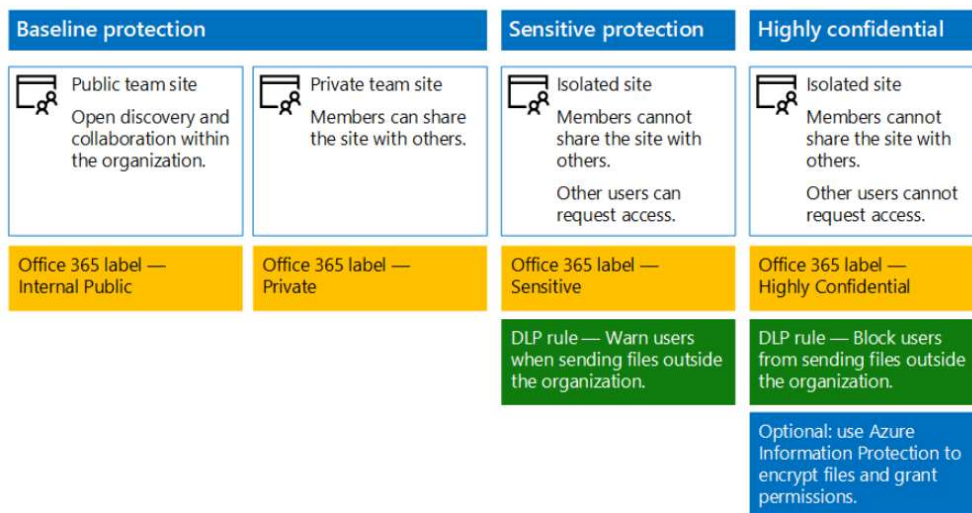 Baseline protection
Sensitive protection
Highly confidential
Public team site
Open discovery and
collaboration within
the organization.
Private team site
Members can share
the site with others.
Isolated site
Members cannot
share the site with
others.
Other users can
request access.
Isolated site
Members cannot
share the site with
others.
Other users cannot
request access.
Office 365 label —
Internal Public
Office 365 label —
Private
Office 365 label —
Sensitive
Office 365 label —
Highly Confidential
DLP rule — Warn users
when sending files outside
the organization.
DLP rule — Block users
from sending files outside
the organization.
Optional: use Azure
Information Protection to
encrypt files and grant
permissions.